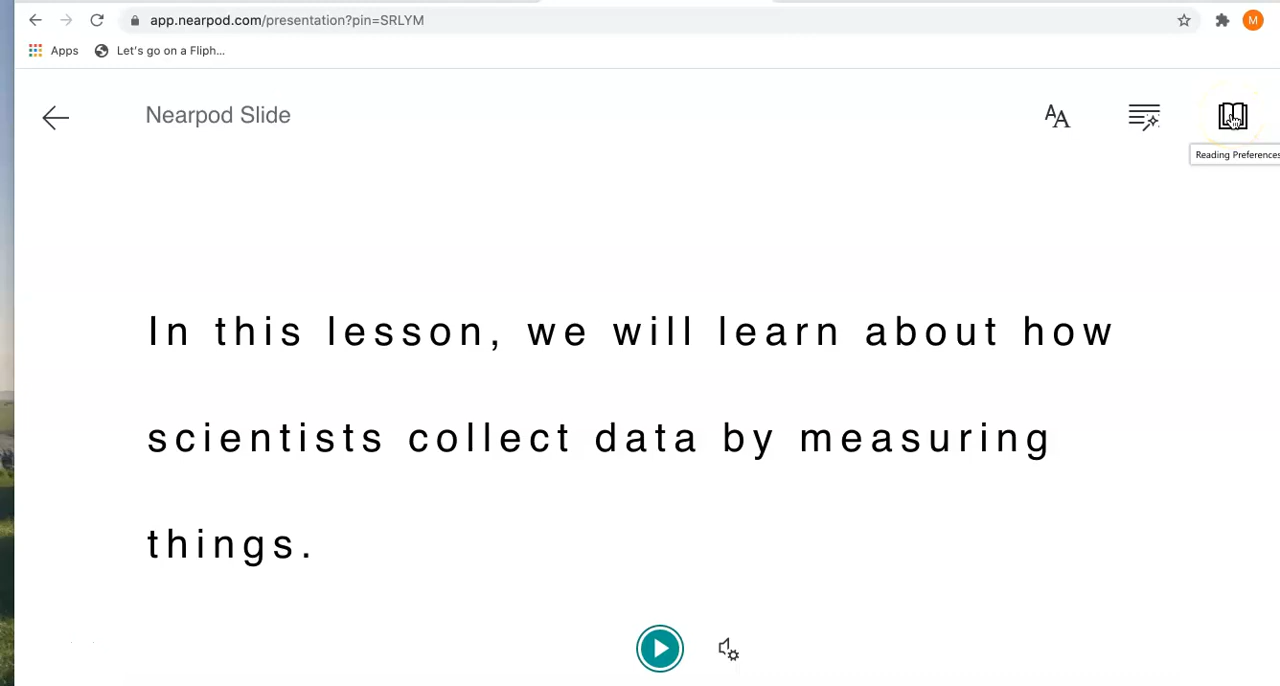 app.nearpod.com/presentation?pin=SRLYM
M
Apps Let's go on a Fliph...
Nearpod Slide
AA
Reading Preferences
In this lesson, we will learn about how
scientists collect data by measuring
things.